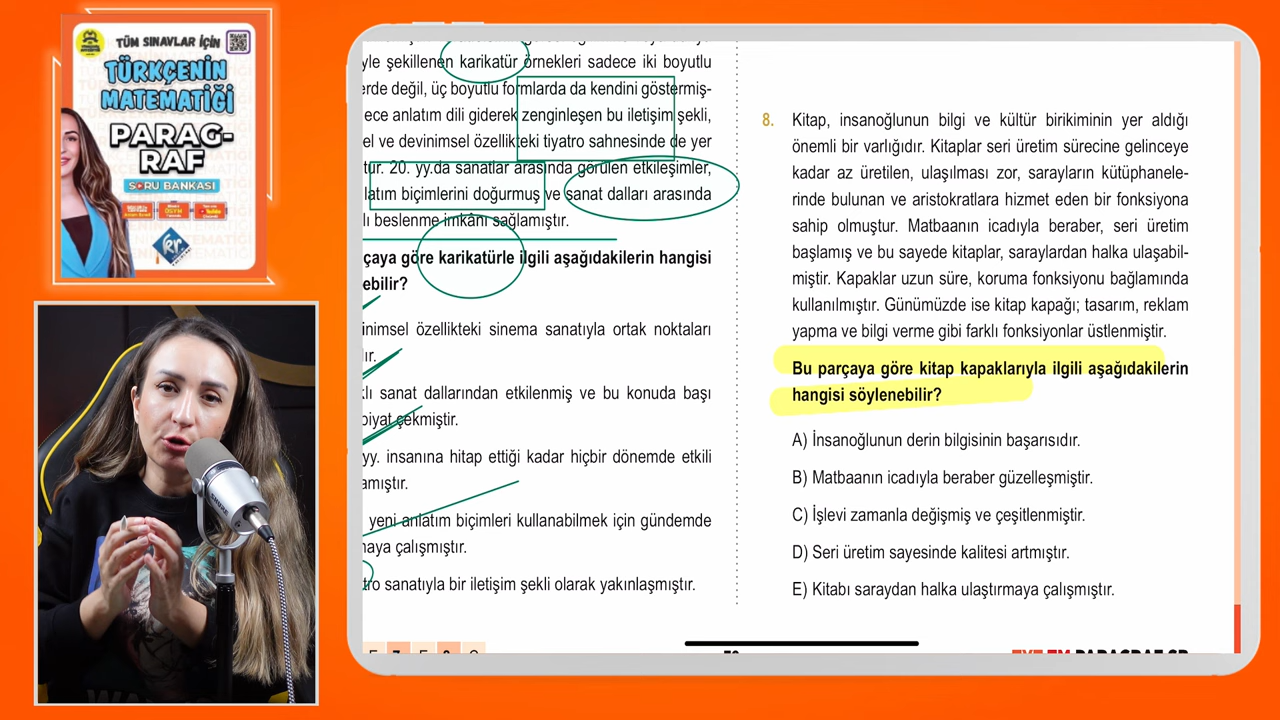 TÜM SINAVLAR İÇİN
TÜRKÇENİN
MATEMATİĞİ
PARAG-
RAF
SORU BANKASI
ÖSYM
kr
SHURE
yle şekillenen karikatür örnekleri sadece iki boyutlu
erde değil, üç boyutlu formlarda da kendini göstermiş-
ece anlatım dili giderek zenginleşen bu iletişim şekli,
el ve devinimsel özellikteki tiyatro sahnesinde de yer
tur. 20. yy.da sanatlar arasında görülen etkileşimler,
latım biçimlerini doğurmuş ve sanat dalları arasında
lı beslenme imkânı sağlamıştır.
çaya göre karikatürle ilgili aşağıdakilerin hangisi
ebilir?
inimsel özellikteki sinema sanatıyla ortak noktaları
ır.
klı sanat dallarından etkilenmiş ve bu konuda başı
biyat çekmiştir.
yy. insanına hitap ettiği kadar hiçbir dönemde etkili
amıştır.
yeni anlatım biçimleri kullanabilmek için gündemde
maya çalışmıştır.
tro sanatıyla bir iletişim şekli olarak yakınlaşmıştır.
8. Kitap, insanoğlunun bilgi ve kültür birikiminin yer aldığı
önemli bir varlığıdır. Kitaplar seri üretim sürecine gelinceye
kadar az üretilen, ulaşılması zor, sarayların kütüphanele-
rinde bulunan ve aristokratlara hizmet eden bir fonksiyona
sahip olmuştur. Matbaanın icadıyla beraber, seri üretim
başlamış ve bu sayede kitaplar, saraylardan halka ulaşabil-
miştir. Kapaklar uzun süre, koruma fonksiyonu bağlamında
kullanılmıştır. Günümüzde ise kitap kapağı; tasarım, reklam
yapma ve bilgi verme gibi farklı fonksiyonlar üstlenmiştir.
Bu parçaya göre kitap kapaklarıyla ilgili aşağıdakilerin
hangisi söylenebilir?
A) İnsanoğlunun derin bilgisinin başarısıdır.
B) Matbaanın icadıyla beraber güzelleşmiştir.
C) İşlevi zamanla değişmiş ve çeşitlenmiştir.
D) Seri üretim sayesinde kalitesi artmıştır.
E) Kitabı saraydan halka ulaştırmaya çalışmıştır.